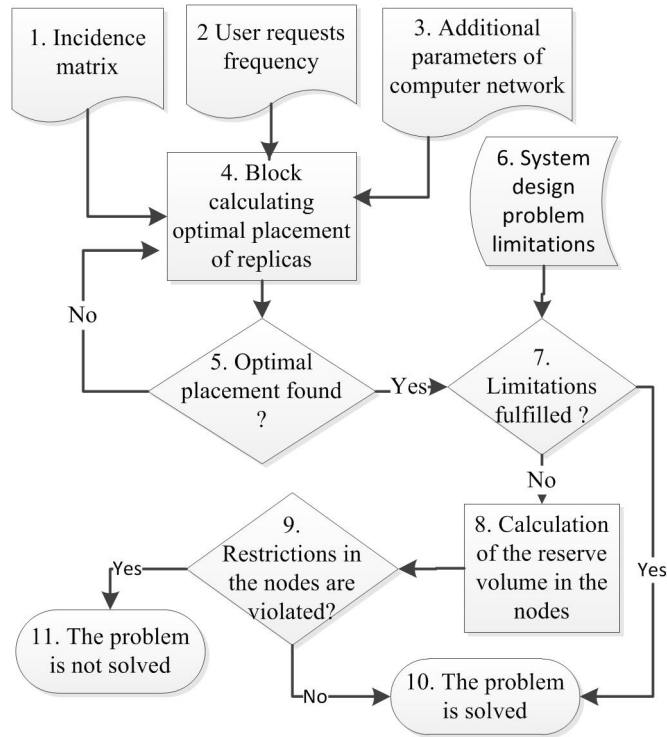 1. Incidence
matrix
2 User requests
frequency
3. Additional
parameters of
computer network
4. Block
calculating
optimal placement
of replicas
6. System
design
problem
limitations
No
5. Optimal
placement found
?
Yes
7.
Limitations
fulfilled ?
No
8. Calculation
of the reserve
volume in the
nodes
Yes
9.
Restrictions in
the nodes are
violated?
Yes
11. The problem
is not solved
No
10. The problem
is solved